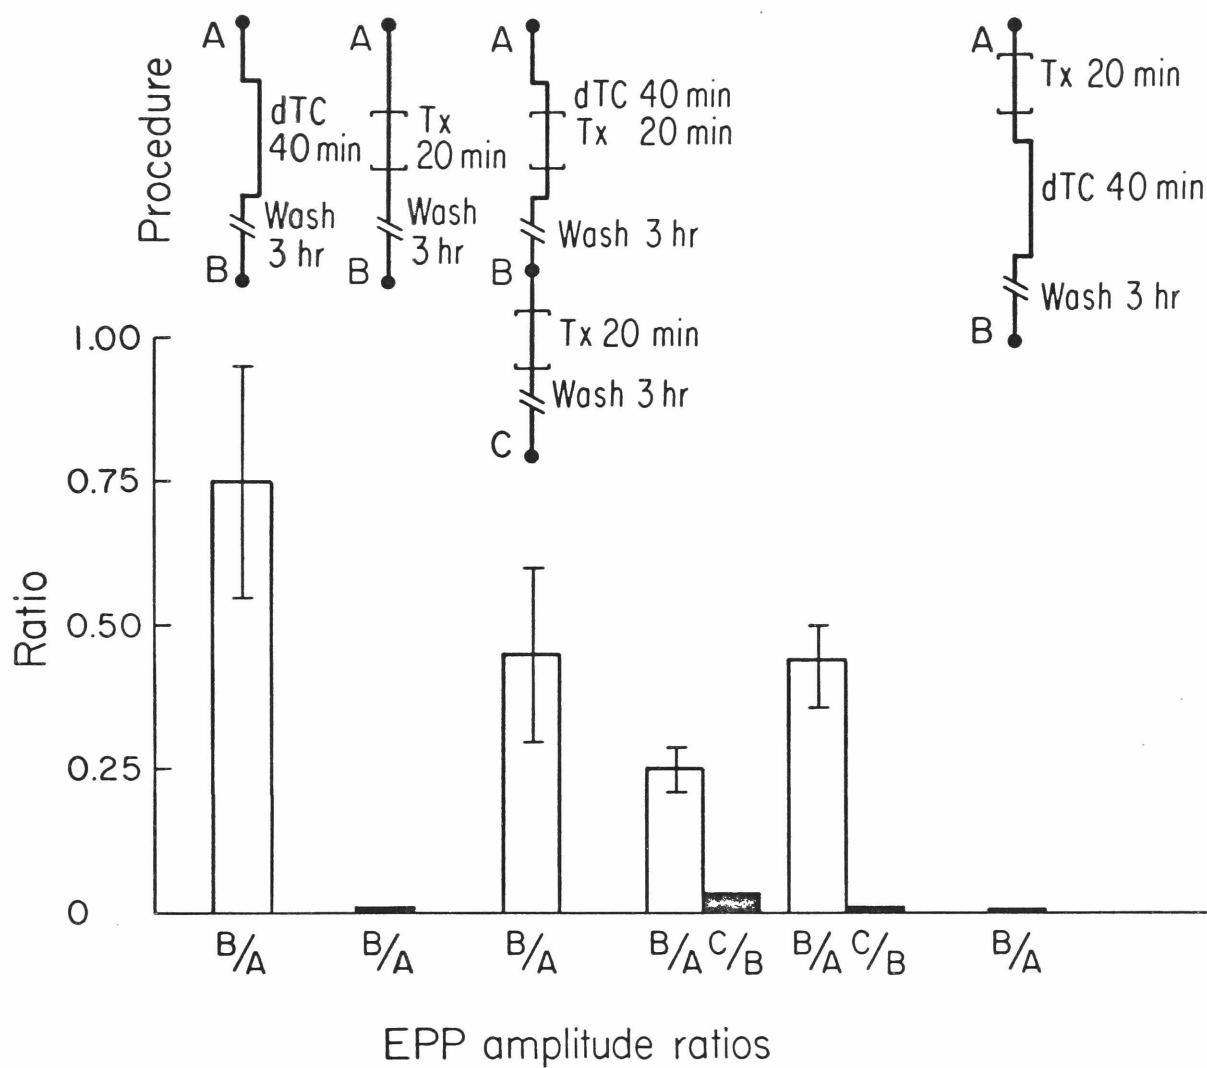 Procedure
A
dTC
40 min
Wash
3 hr
B
A
Tx
20 min
Wash
3 hr
B
A
dTC 40 min
Tx 20 min
Wash 3 hr
B
Tx 20 min
Wash 3 hr
C
A
Tx 20 min
dTC 40 min
Wash 3 hr
B
Ratio
1.00
0.75
0.50
0.25
0
B/A
B/A
B/A
B/A C/B
B/A C/B
B/A
EPP amplitude ratios